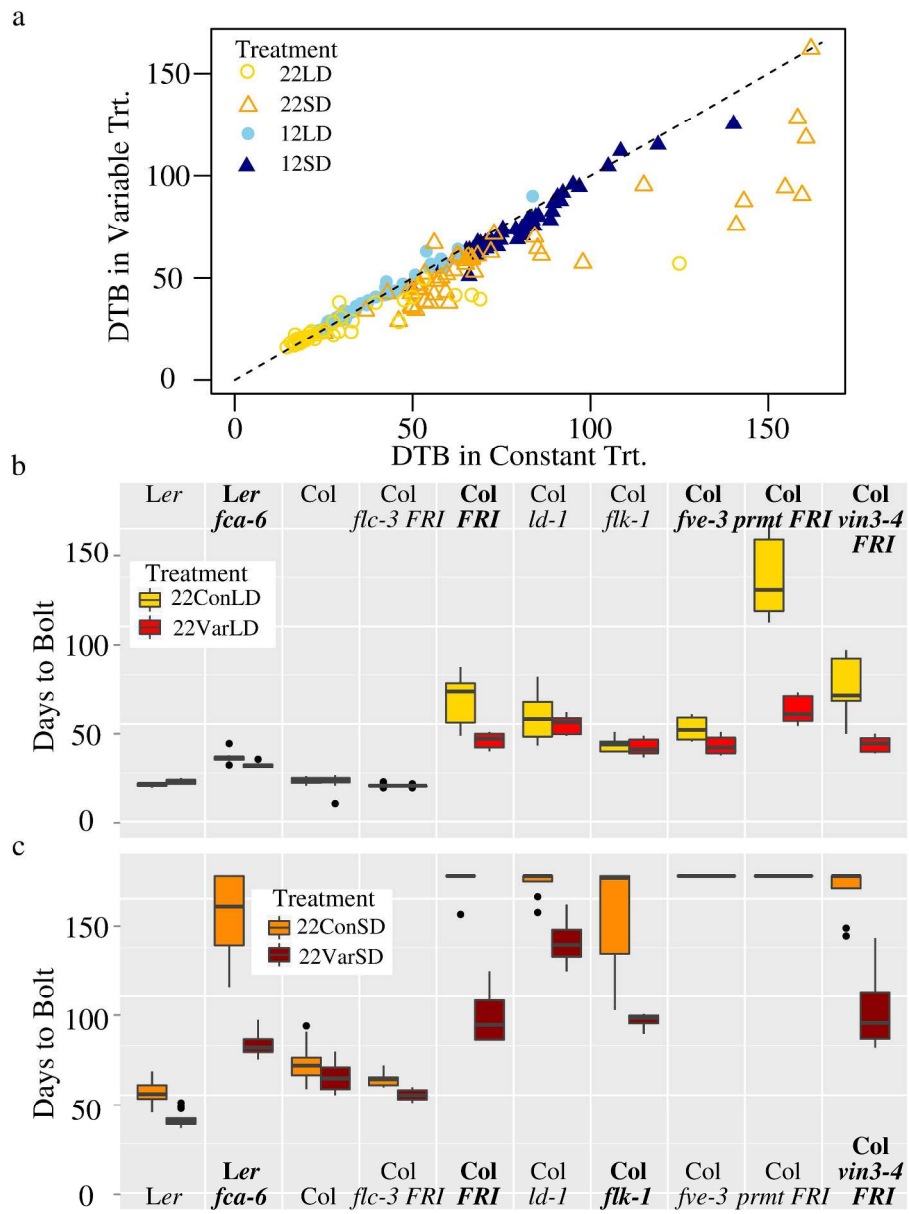 a
DTB in Variable Trt.
150
100
50
0
Treatment
22LD
22SD
12LD
12SD
0 50 100 150
DTB in Constant Trt.
b
Ler Ler Col Col Col Col Col Col Col Col
fca-6 flc-3 FRI FRI ld-1 flk-1 fve-3 prmt FRI vin3-4
FRI
Days to Bolt
150
100
50
0
Treatment
22ConLD
22VarLD
c
Days to Bolt
150
100
50
0
Treatment
22ConSD
22VarSD
Ler Ler Col Col Col Col Col Col Col Col
fca-6 flc-3 FRI FRI ld-1 flk-1 fve-3 prmt FRI vin3-4
FRI